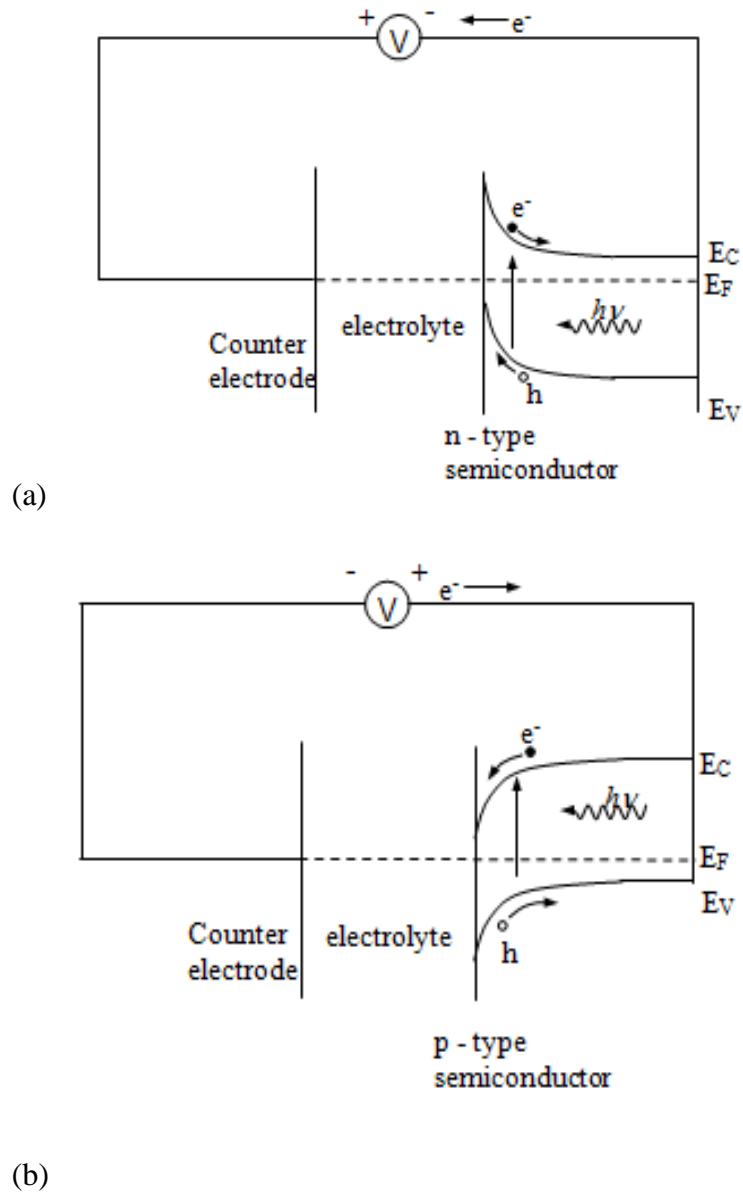 + V - e-
e-
EC
EF
hν
electrolyte
Counter
electrode
h
EV
n - type
semiconductor
(a)
- V + e-
e-
EC
hν
EF
EV
Counter
electrode
electrolyte
h
p - type
semiconductor
(b)